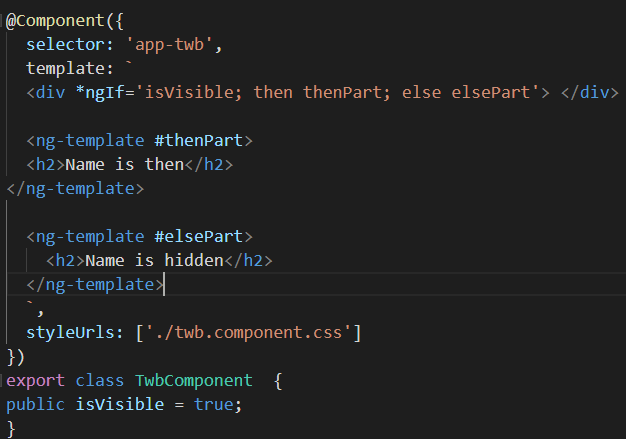 @Component({
  selector: 'app-twb',
  template: `
  <div *ngIf='isVisible; then thenPart; else elsePart'> </div>
  <ng-template #thenPart>
  <h2>Name is then</h2>
</ng-template>
  <ng-template #elsePart>
    <h2>Name is hidden</h2>
  </ng-template>
  `,
  styleUrls: ['./twb.component.css']
})
export class TwbComponent  {
public isVisible = true;
}